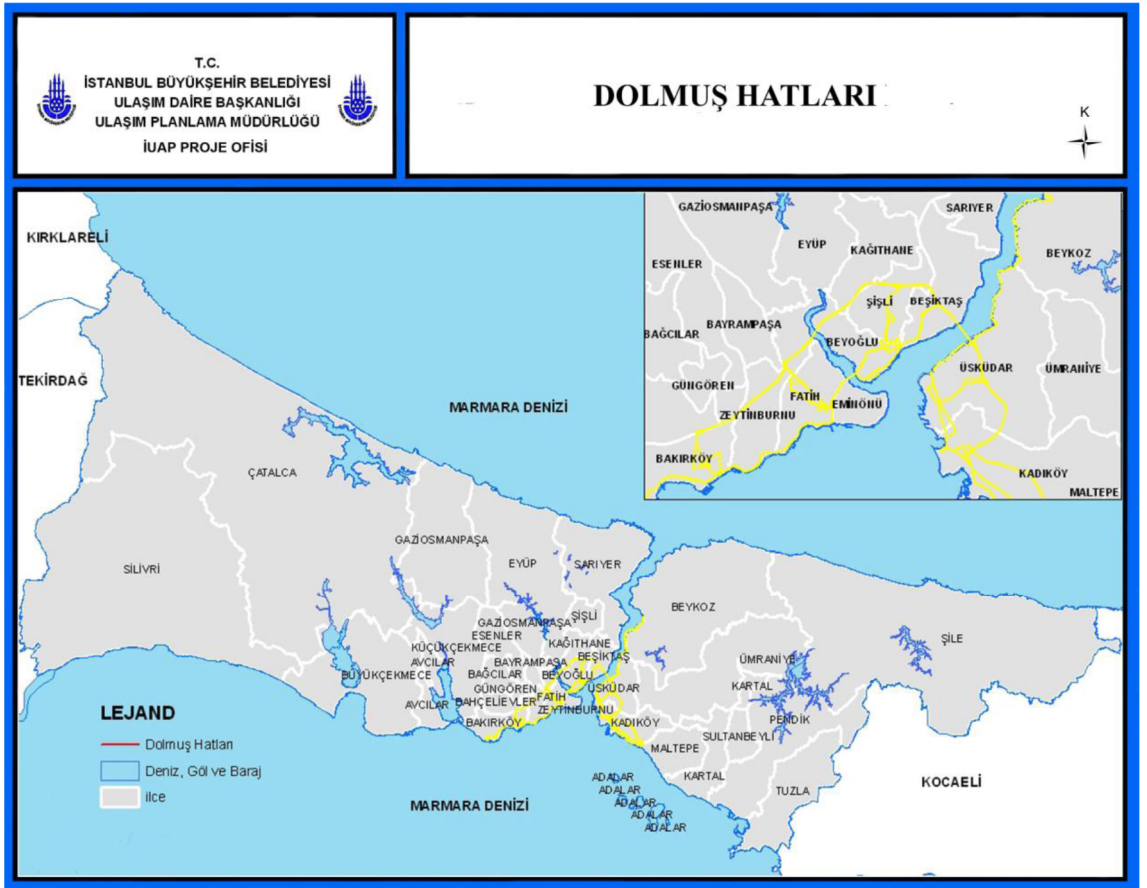 T.C.
İSTANBUL BÜYÜKŞEHİR BELEDİYESİ
ULAŞIM DAİRE BAŞKANLIĞI
ULAŞIM PLANLAMA MÜDÜRLÜĞÜ
İUAP PROJE OFİSİ
DOLMUŞ HATLARI
K
GAZİOSMANPAŞA
SARIYER
EYÜP
KAĞITHANE
BEYKOZ
ESENLER
ŞİŞLİ
BEŞİKTAŞ
BAĞCILAR
BAYRAMPAŞA
BEYOĞLU
ÜSKÜDAR
ÜMRANİYE
GÜNGÖREN
FATİH
EMİNÖNÜ
ZEYTİNBURNU
BAKIRKÖY
KADIKÖY
MALTEPE
KIRKLARELİ
TEKİRDAĞ
MARMARA DENİZİ
ÇATALCA
SİLİVRİ
GAZİOSMANPAŞA
EYÜP
SARIYER
BEYKOZ
ŞİLE
ŞİŞLİ
GAZİOSMANPAŞA
ESENLER
KAĞITHANE
KÜÇÜKÇEKMECE
BEŞİKTAŞ
AVCILAR
BAYRAMPAŞA
BÜYÜKÇEKMECE
BAĞCILAR
BEYOĞLU
ÜMRANİYE
GÜNGÖREN
ÜSKÜDAR
KARTAL
AVCILAR
BAHÇELİEVLER
FATİH
ZEYTİNBURNU
BAKIRKÖY
KADIKÖY
PENDİK
SULTANBEYLİ
MALTEPE
KARTAL
TUZLA
KOCAELİ
ADALAR
ADALAR
ADALAR
ADALAR
ADALAR
MARMARA DENİZİ
LEJAND
Dolmuş Hatları
Deniz, Göl ve Baraj
ilce